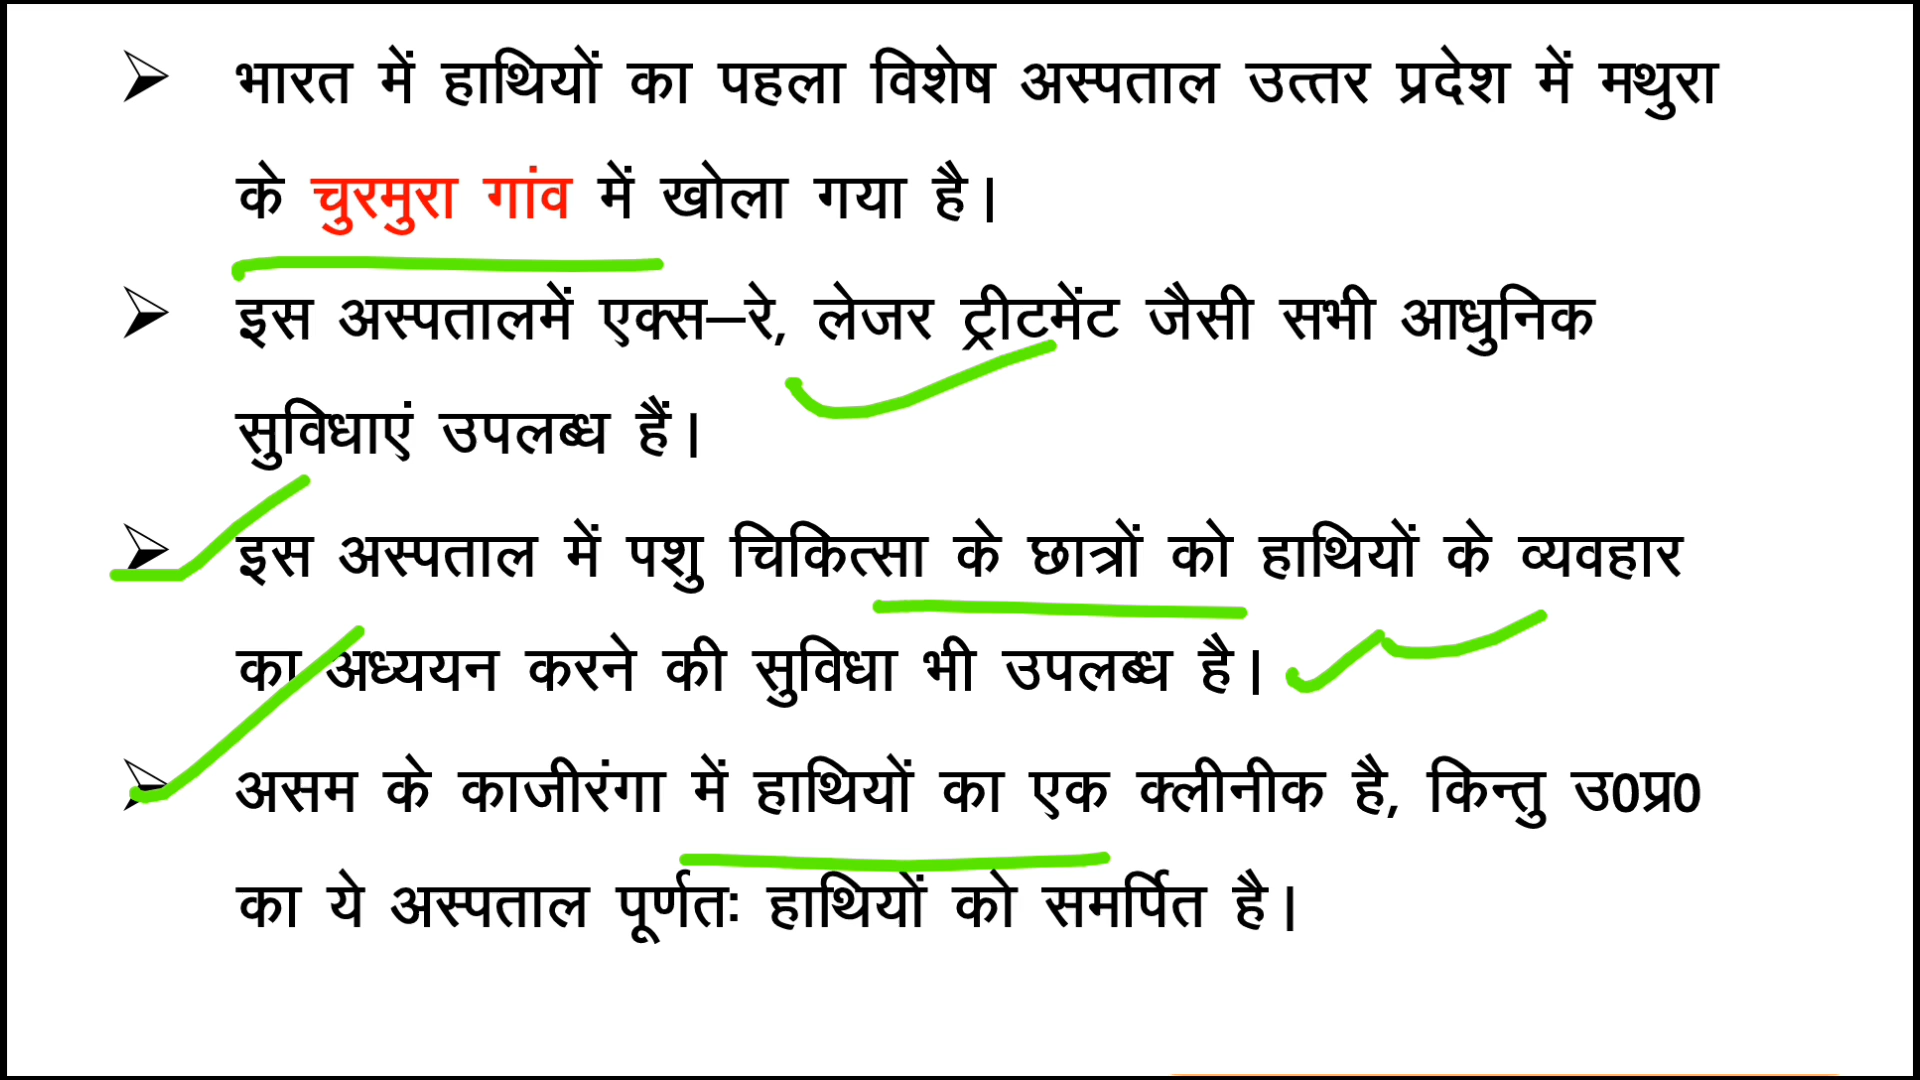 भारत में हाथियों का पहला विशेष अस्पताल उत्तर प्रदेश में मथुरा
के चुरमुरा गांव में खोला गया है।
इस अस्पतालमें एक्स–रे, लेजर ट्रीटमेंट जैसी सभी आधुनिक
सुविधाएं उपलब्ध हैं।
इस अस्पताल में पशु चिकित्सा के छात्रों को हाथियों के व्यवहार
का अध्ययन करने की सुविधा भी उपलब्ध है।
असम के काजीरंगा में हाथियों का एक क्लीनीक है, किन्तु उ0प्र0
का ये अस्पताल पूर्णतः हाथियों को समर्पित है।